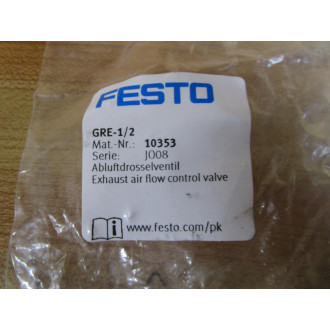 FESTO
GRE-1/2
Mat.-Nr.: 10353
Serie: J008
Abluftdrosselventil
Exhaust air flow control valve
www.festo.com/pk